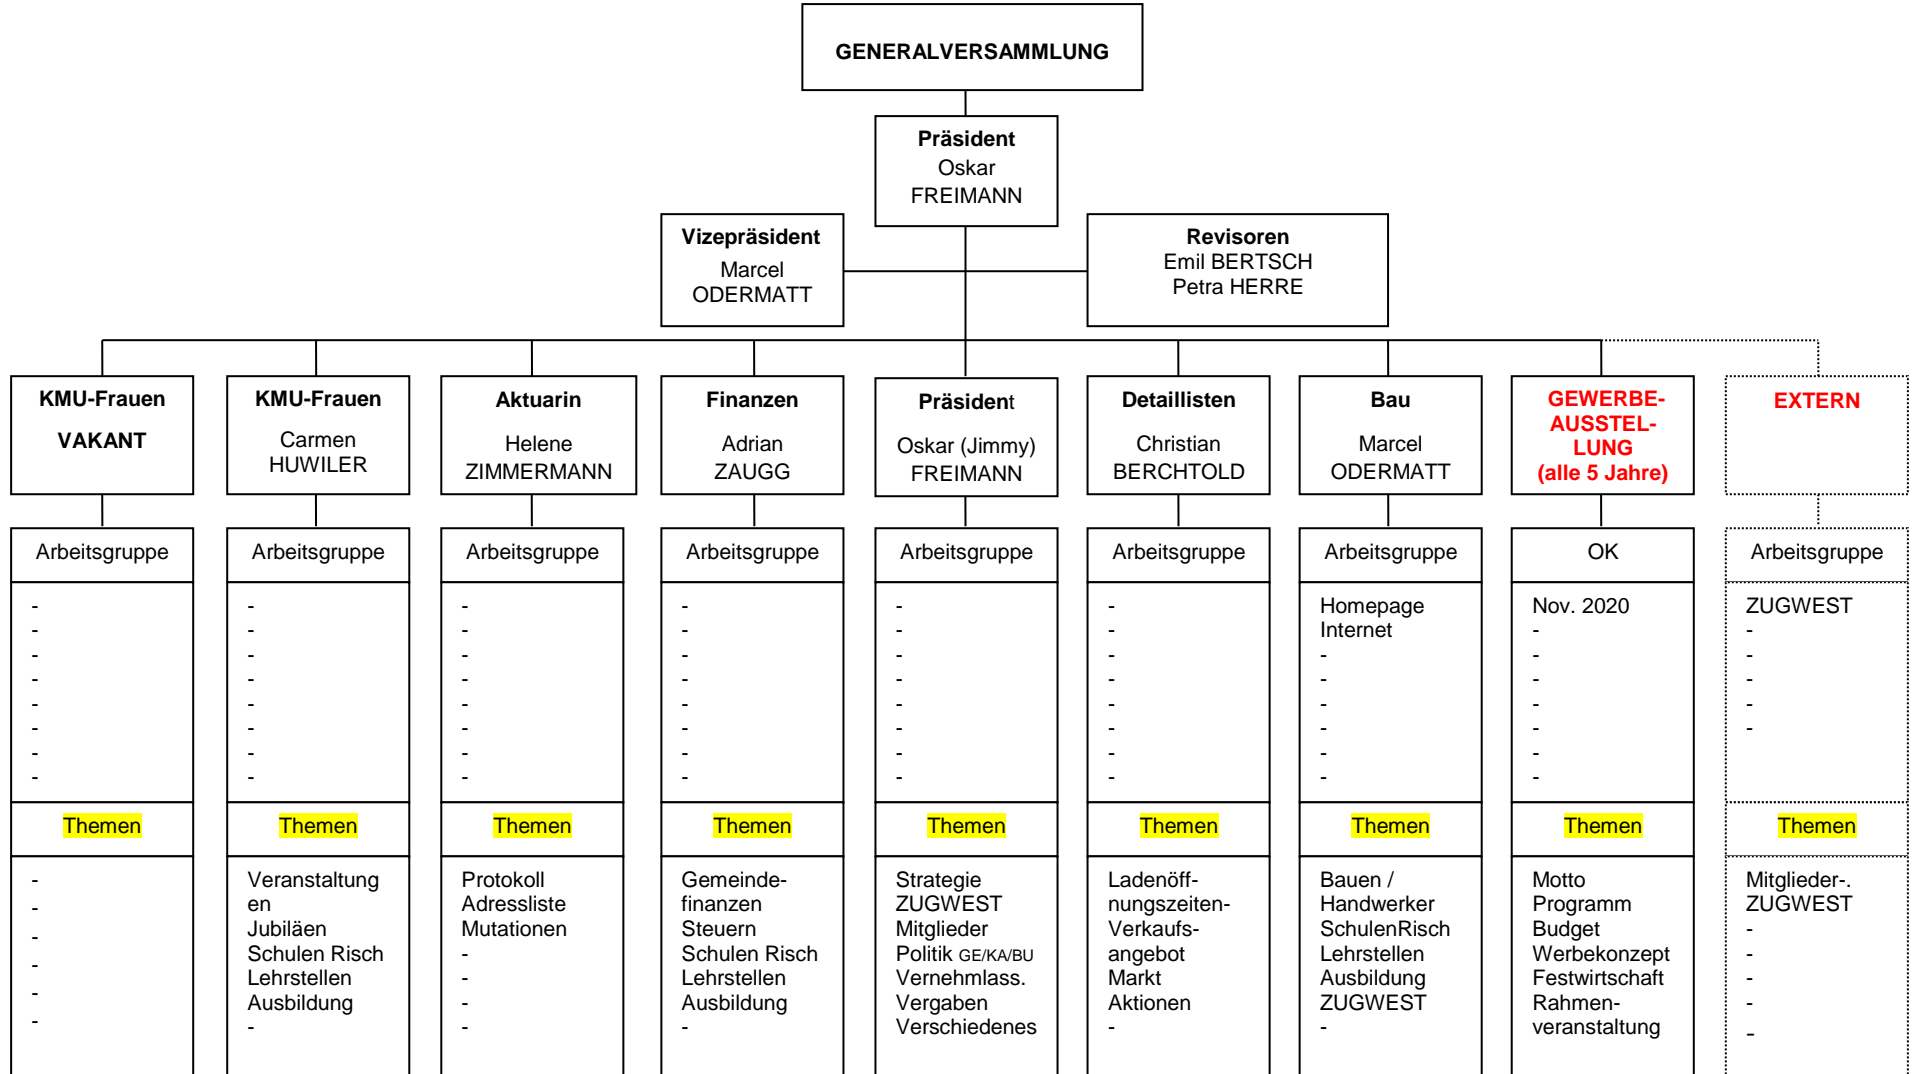 GENERALVERSAMMLUNG
Präsident
Oskar
FREIMANN
Vizepräsident
Marcel
ODERMATT
Revisoren
Emil BERTSCH
Petra HERRE
KMU-Frauen
VAKANT
Arbeitsgruppe
-
-
-
-
-
-
-
-
Themen
-
-
-
-
-
-
KMU-Frauen
Carmen
HUWILER
Arbeitsgruppe
-
-
-
-
-
-
-
-
Themen
Veranstaltung
en
Jubiläen
Schulen Risch
Lehrstellen
Ausbildung
-
Aktuarin
Helene
ZIMMERMANN
Arbeitsgruppe
-
-
-
-
-
-
-
-
Themen
Protokoll
Adressliste
Mutationen
-
-
-
-
Finanzen
Adrian
ZAUGG
Arbeitsgruppe
-
-
-
-
-
-
-
-
Themen
Gemeinde-
finanzen
Steuern
Schulen Risch
Lehrstellen
Ausbildung
-
Präsident
Oskar (Jimmy)
FREIMANN
Arbeitsgruppe
-
-
-
-
-
-
-
-
Themen
Strategie
ZUGWEST
Mitglieder
Politik GE/KA/BU
Vernehmlass.
Vergaben
Verschiedenes
Detaillisten
Christian
BERCHTOLD
Arbeitsgruppe
-
-
-
-
-
-
-
-
Themen
Ladenöff-
nungszeiten-
Verkaufs-
angebot
Markt
Aktionen
-
Bau
Marcel
ODERMATT
Arbeitsgruppe
Homepage
Internet
-
-
-
-
-
-
Themen
Bauen /
Handwerker
SchulenRisch
Lehrstellen
Ausbildung
ZUGWEST
-
GEWERBE-
AUSSTEL-
LUNG
(alle 5 Jahre)
OK
Nov. 2020
-
-
-
-
-
-
-
Themen
Motto
Programm
Budget
Werbekonzept
Festwirtschaft
Rahmen-
veranstaltung
EXTERN
Arbeitsgruppe
ZUGWEST
-
-
-
-
-
Themen
Mitglieder-.
ZUGWEST
-
-
-
-
-